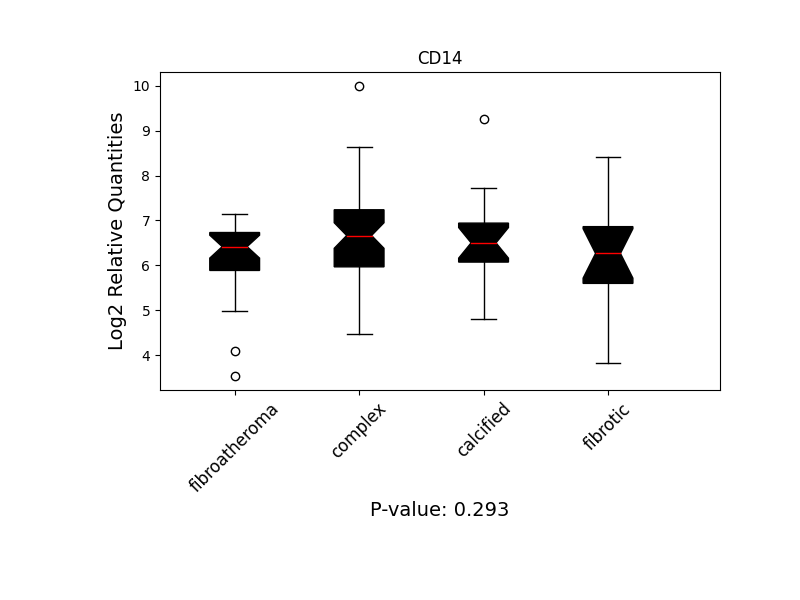 CD14
Log2 Relative Quantities
10
9
8
7
6
5
4
fibroatheroma
complex
calcified
fibrotic
P-value: 0.293